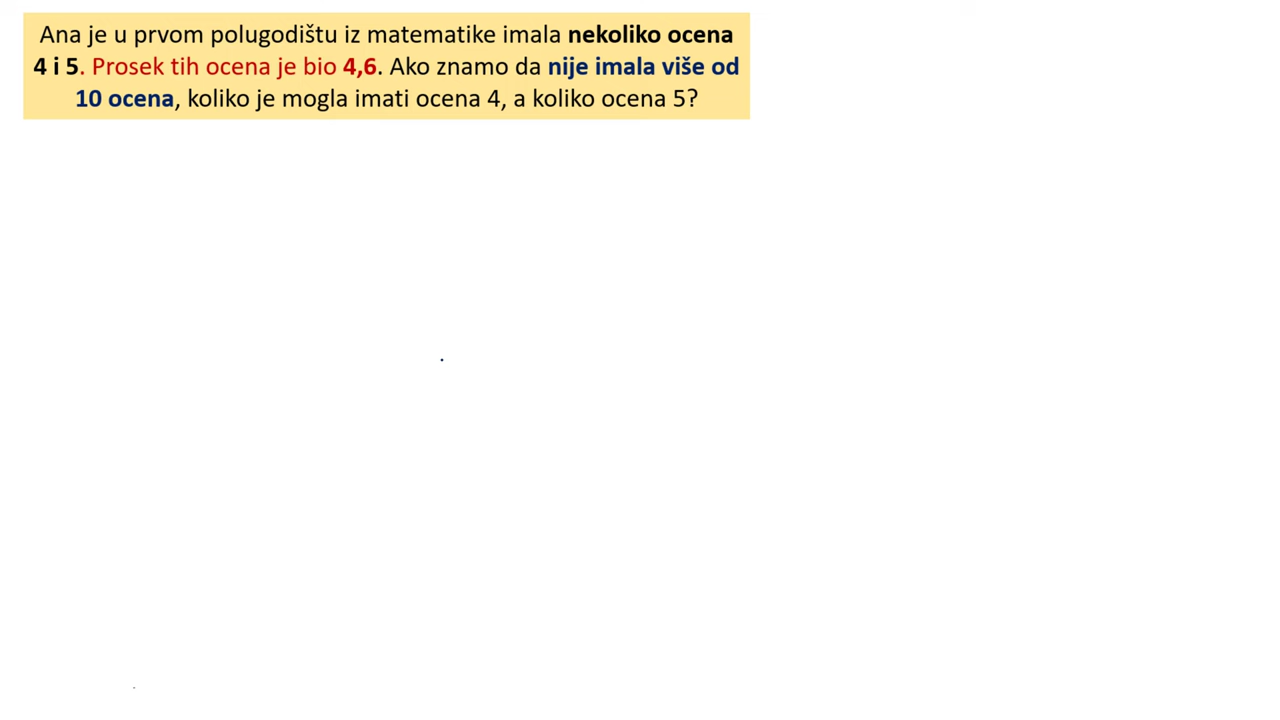 Ana je u prvom polugodištu iz matematike imala nekoliko ocena
4 i 5. Prosek tih ocena je bio 4,6. Ako znamo da nije imala više od
10 ocena, koliko je mogla imati ocena 4, a koliko ocena 5?